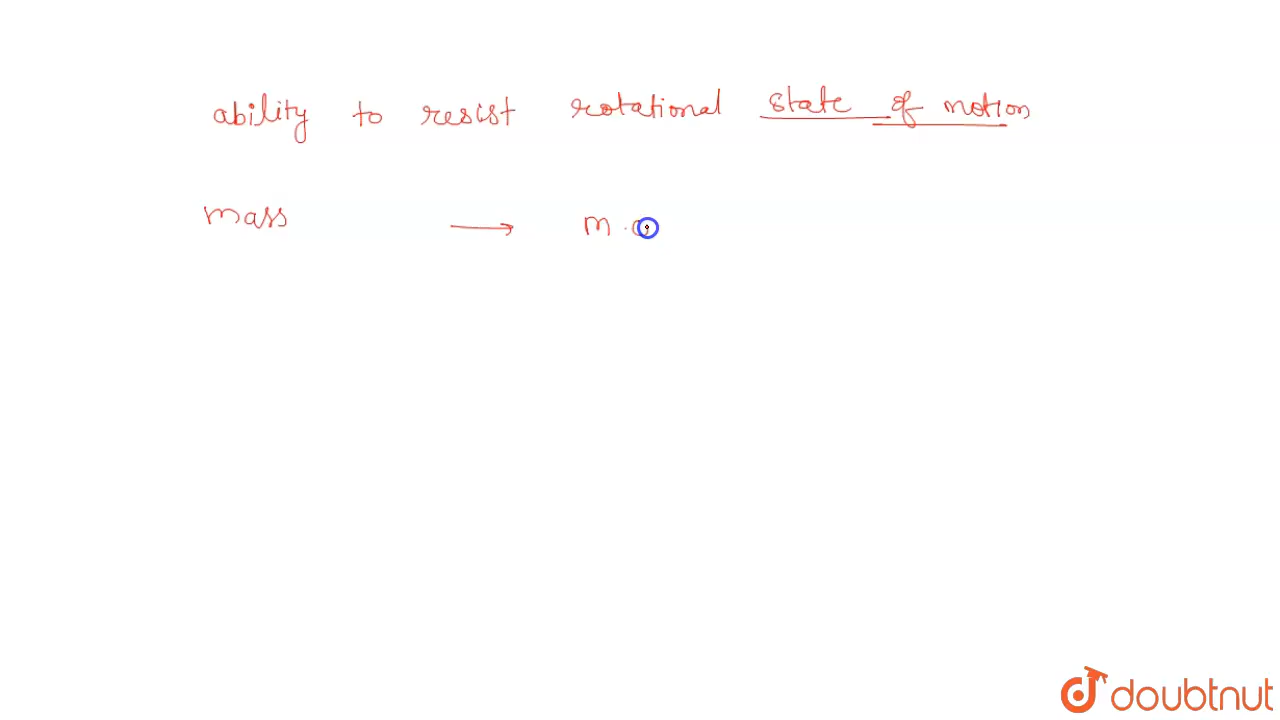 ability to resist rotational state of motion
mass → m.o
doubtnut